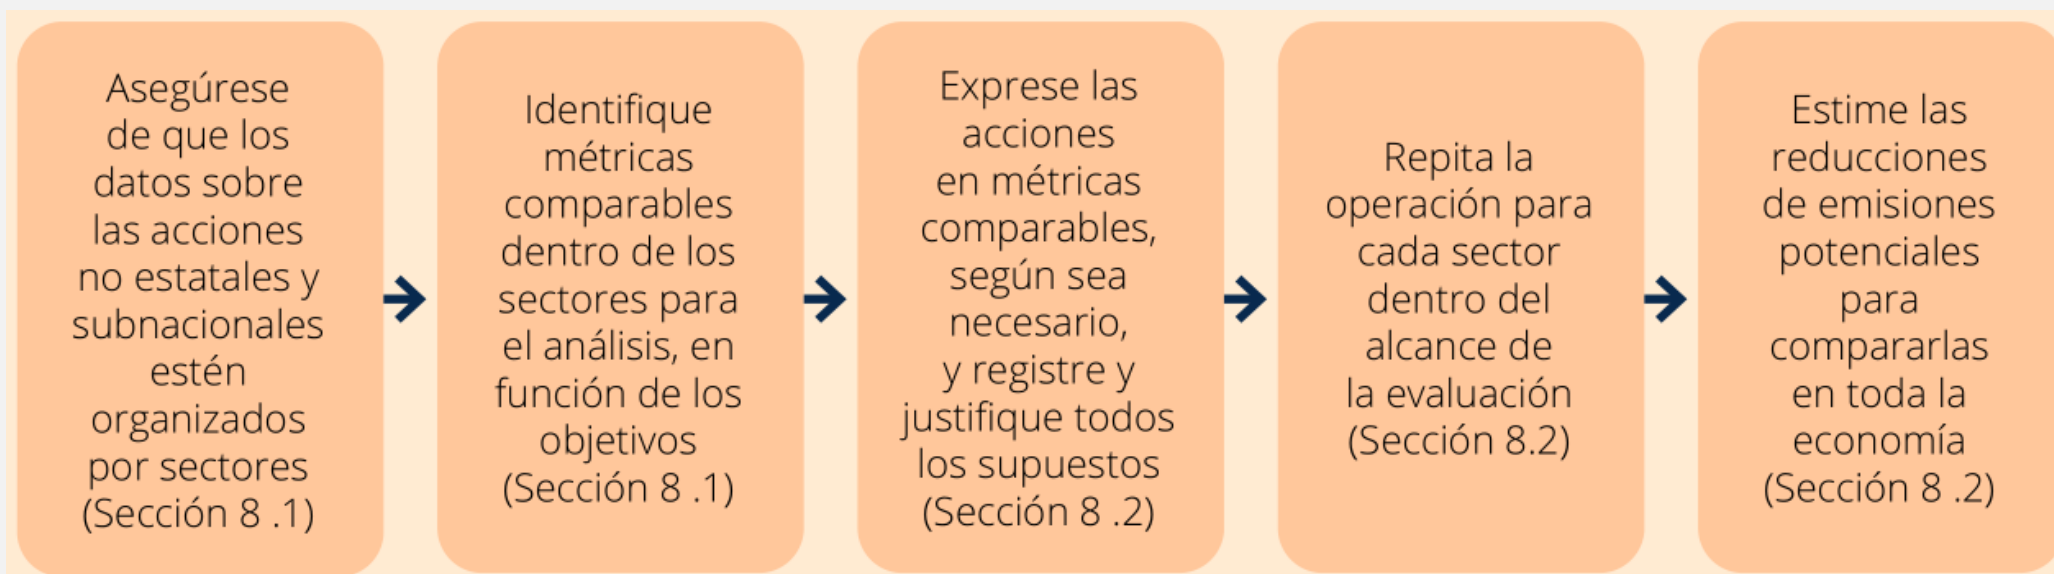 Asegúrese
de que los
datos sobre
las acciones
no estatales y
subnacionales
estén
organizados
por sectores
(Sección 8 .1)
Identifique
métricas
comparables
dentro de los
sectores para
el análisis, en
función de los
objetivos
(Sección 8 .1)
Exprese las
acciones
en métricas
comparables,
según sea
necesario,
y registre y
justifique todos
los supuestos
(Sección 8 .2)
Repita la
operación para
cada sector
dentro del
alcance de
la evaluación
(Sección 8.2)
Estime las
reducciones
de emisiones
potenciales
para
compararlas
en toda la
economía
(Sección 8 .2)